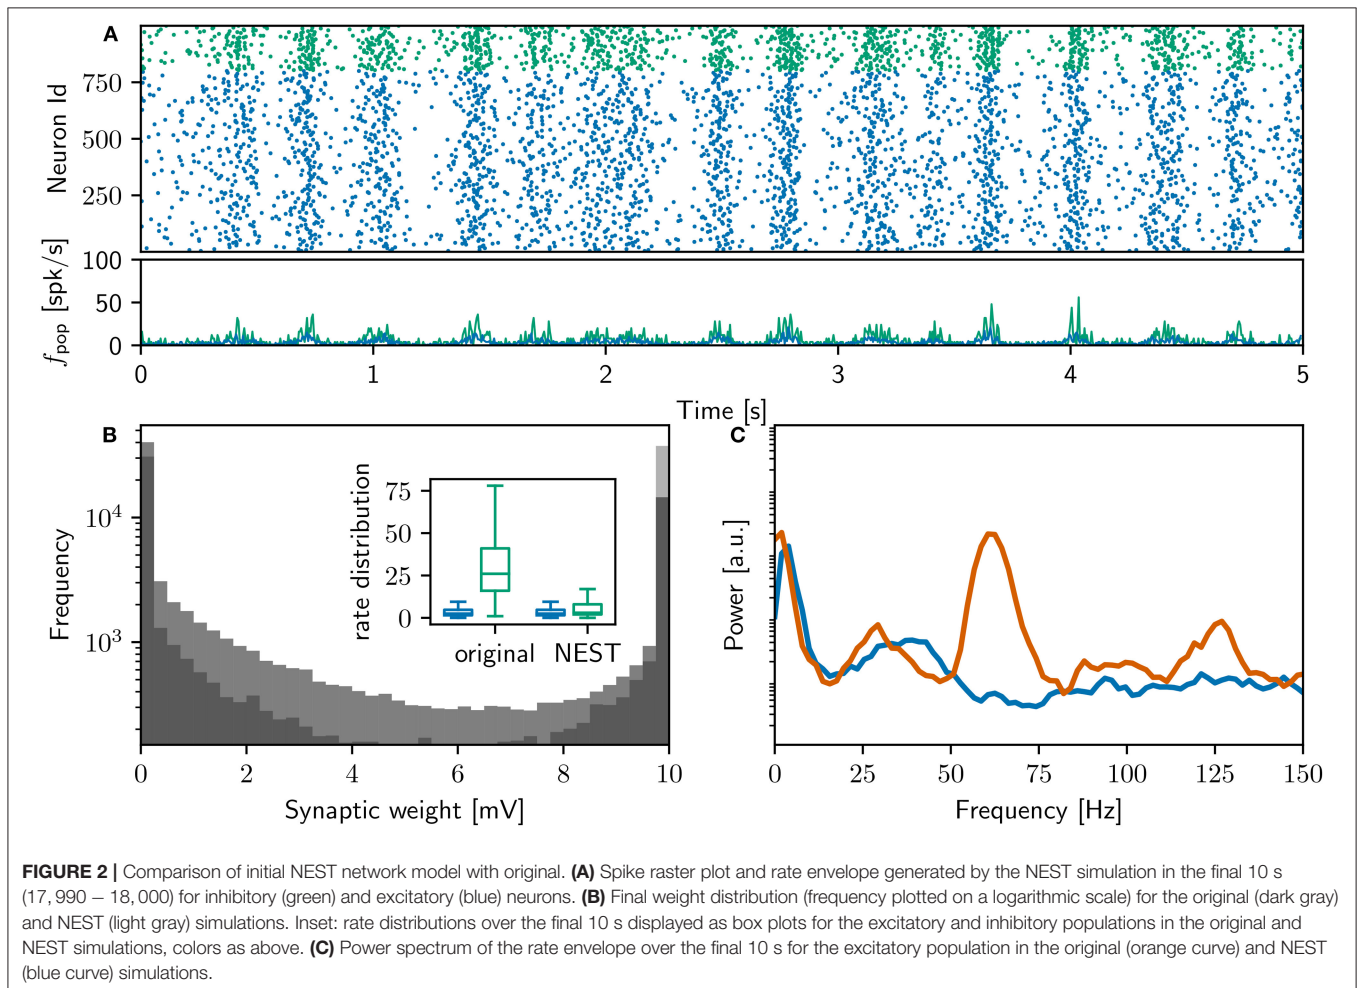 A
Neuron Id
750
500
250
f_pop [spk/s]
100
50
0
0 1 2 3 4 5
Time [s]
B
Frequency
10^4
10^3
rate distribution
75
50
25
0
original NEST
0 2 4 6 8 10
Synaptic weight [mV]
C
Power [a.u.]
0 25 50 75 100 125 150
Frequency [Hz]
FIGURE 2 | Comparison of initial NEST network model with original. (A) Spike raster plot and rate envelope generated by the NEST simulation in the final 10 s
(17, 990 − 18, 000) for inhibitory (green) and excitatory (blue) neurons. (B) Final weight distribution (frequency plotted on a logarithmic scale) for the original (dark gray)
and NEST (light gray) simulations. Inset: rate distributions over the final 10 s displayed as box plots for the excitatory and inhibitory populations in the original and
NEST simulations, colors as above. (C) Power spectrum of the rate envelope over the final 10 s for the excitatory population in the original (orange curve) and NEST
(blue curve) simulations.